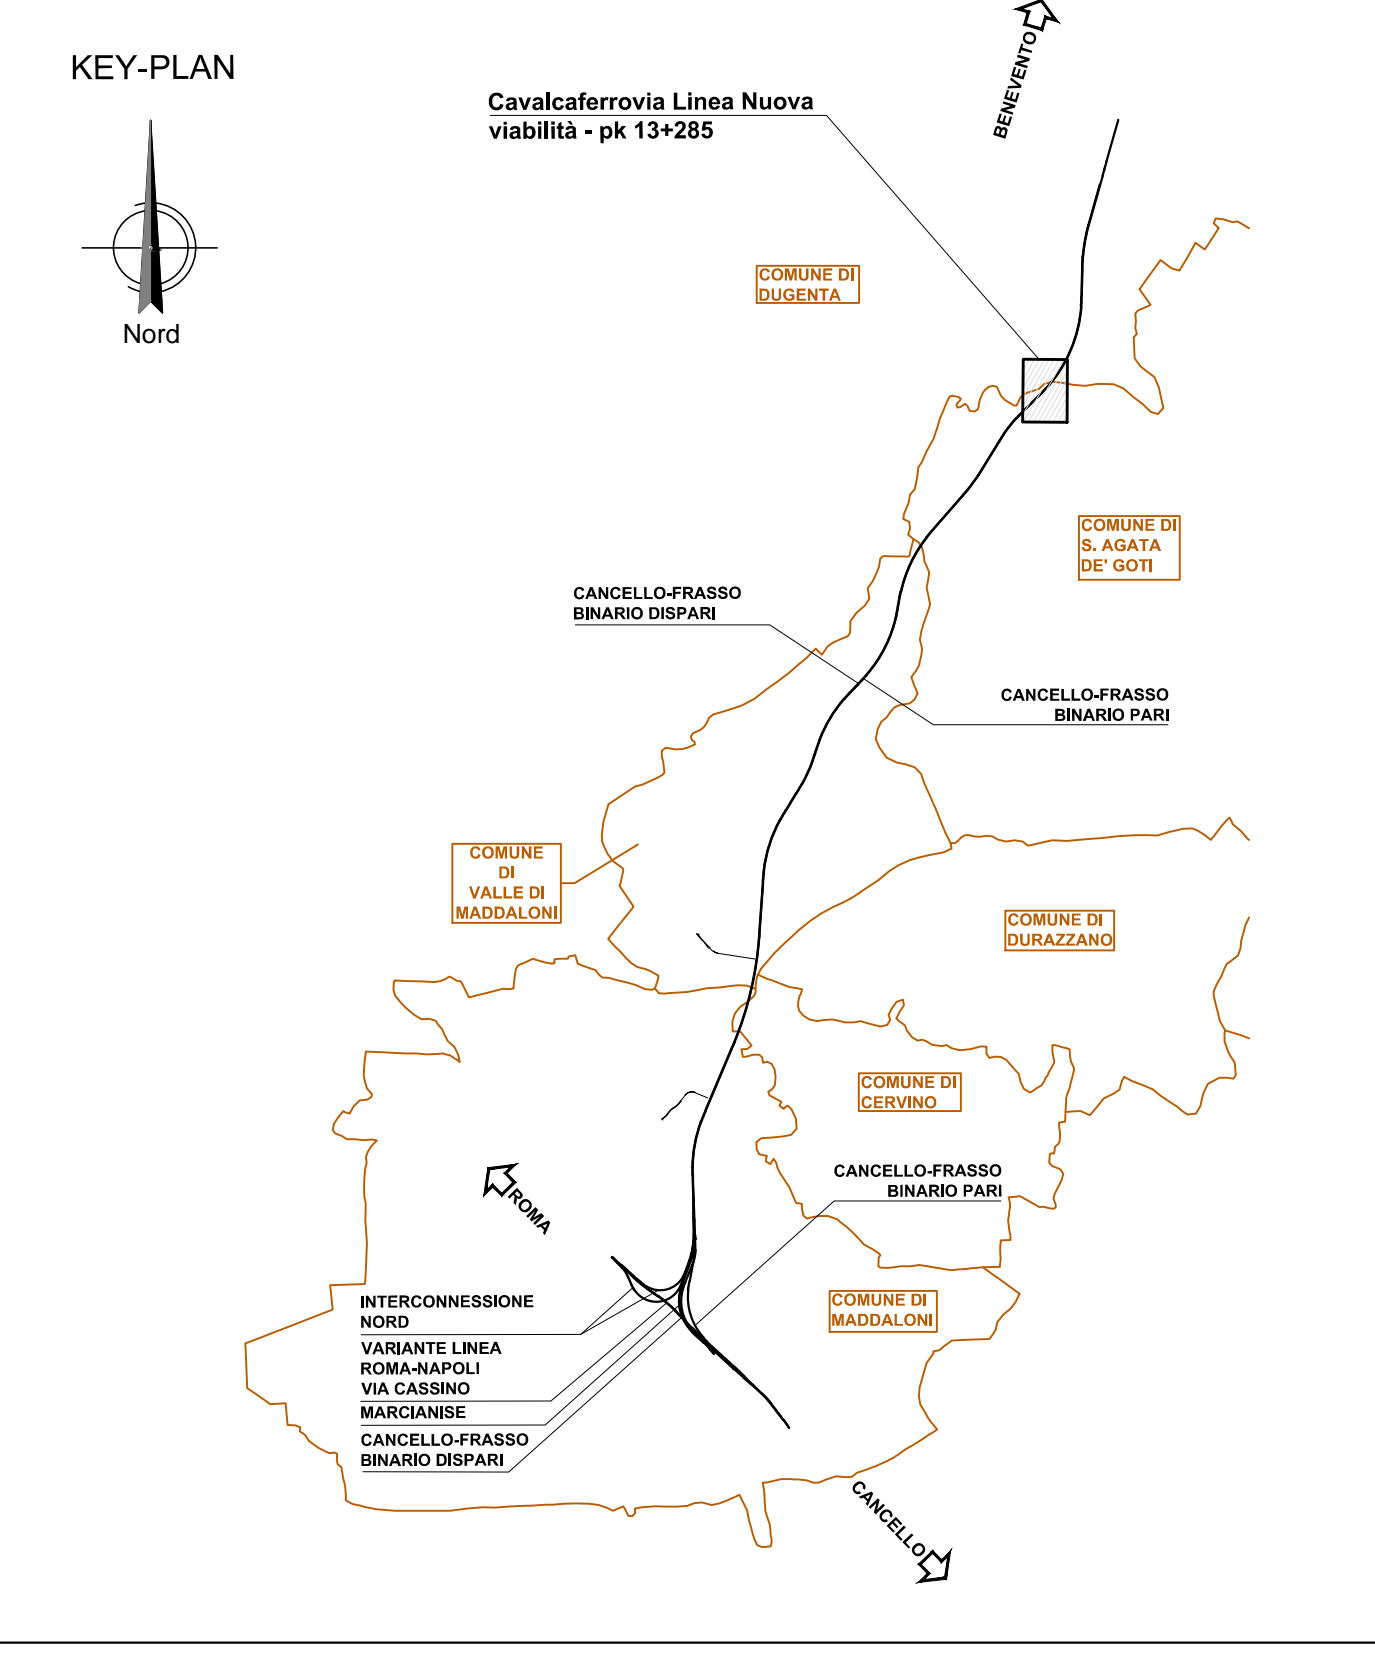 KEY-PLAN
BENEVENTO
Cavalcaferrovia Linea Nuova
viabilità - pk 13+285
Nord
COMUNE DI
DUGENTA
COMUNE DI
S. AGATA
DE' GOTI
CANCELLO-FRASSO
BINARIO DISPARI
CANCELLO-FRASSO
BINARIO PARI
COMUNE
DI
VALLE DI
MADDALONI
COMUNE DI
DURAZZANO
COMUNE DI
CERVINO
CANCELLO-FRASSO
BINARIO PARI
ROMA
INTERCONNESSIONE
NORD
COMUNE DI
MADDALONI
VARIANTE LINEA
ROMA-NAPOLI
VIA CASSINO
MARCIANISE
CANCELLO-FRASSO
BINARIO DISPARI
CANCELLO